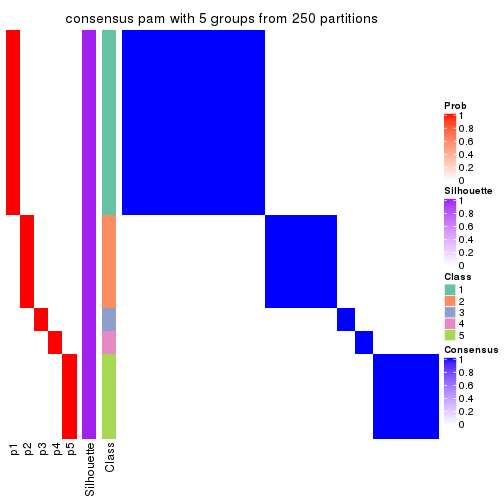 consensus pam with 5 groups from 250 partitions
Prob
1
0.8
0.6
0.4
0.2
0
Silhouette
1
0.8
0.6
0.4
0.2
0
Class
1
2
3
4
5
Consensus
1
0.8
0.6
0.4
0.2
0
p1
p2
p3
p4
p5
Silhouette
Class